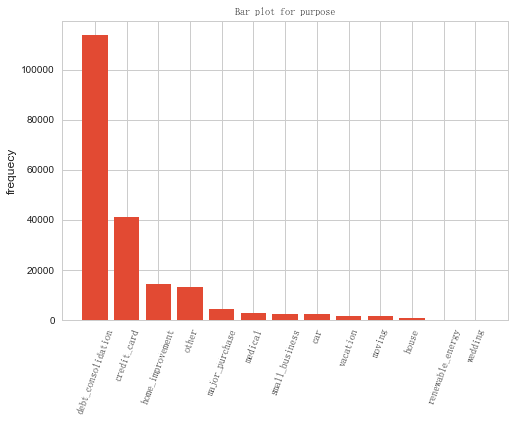 Bar plot for purpose
frequecy
100000
80000
60000
40000
20000
0
debt_consolidation
credit_card
home_improvement
other
major_purchase
medical
small_business
car
vacation
moving
house
renewable_energy
wedding